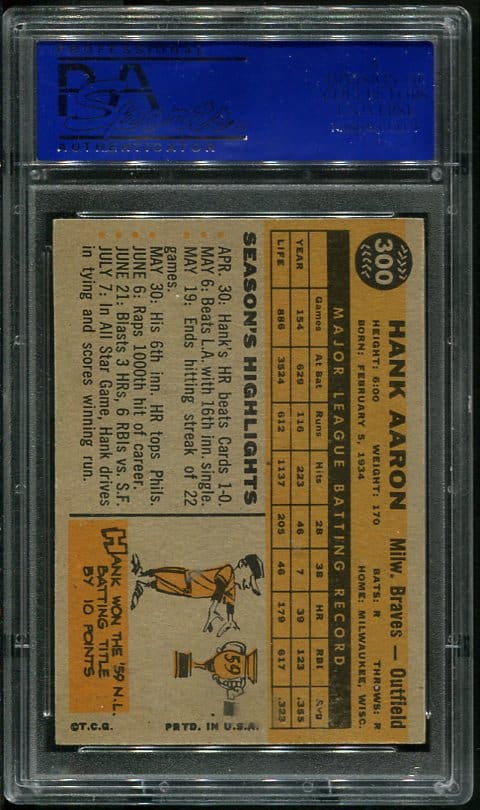 PROFESSIONAL
PSA
AUTHENTICATOR
A
DIVISION OF
COLLECTORS
UNIVERSE
300
HANK AARON Milw. Braves — Outfield
HEIGHT: 6:00 WEIGHT: 170 BATS: R THROWS: R
BORN: FEBRUARY 5, 1934 HOME: MILWAUKEE, WISC.
MAJOR LEAGUE BATTING RECORD
Games At Bat Runs Hits 2B 3B HR RBI Avg
YEAR 154 629 116 223 46 7 39 123 .355
LIFE 886 3524 612 1137 205 46 179 617 .323
SEASON'S HIGHLIGHTS
APR. 30: Hank's HR beats Cards 1-0.
MAY 6: Beats L.A. with 16th inn. single.
MAY 19: Ends hitting streak of 22
games.
MAY 30: His 6th inn. HR tops Phils.
JUNE 6: Raps 1000th hit of career.
JUNE 21: Blasts 3 HRs, 6 RBIs vs. S.F.
JULY 7: In All Star Game, Hank drives
in tying and scores winning run.
59
HANK WON THE '59 N.L.
BATTING TITLE
BY 10 POINTS
©T.C.G. PRTD. IN U.S.A.